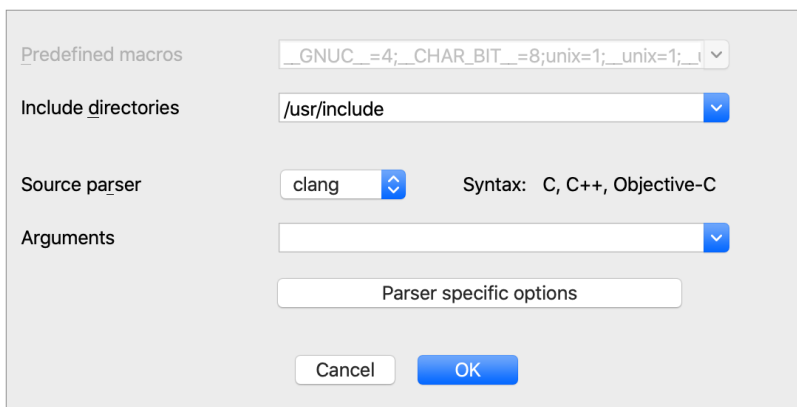 Predefined macros __GNUC__=4;__CHAR_BIT__=8;unix=1;__unix=1;__u
Include directories /usr/include
Source parser clang Syntax: C, C++, Objective-C
Arguments
Parser specific options
Cancel OK